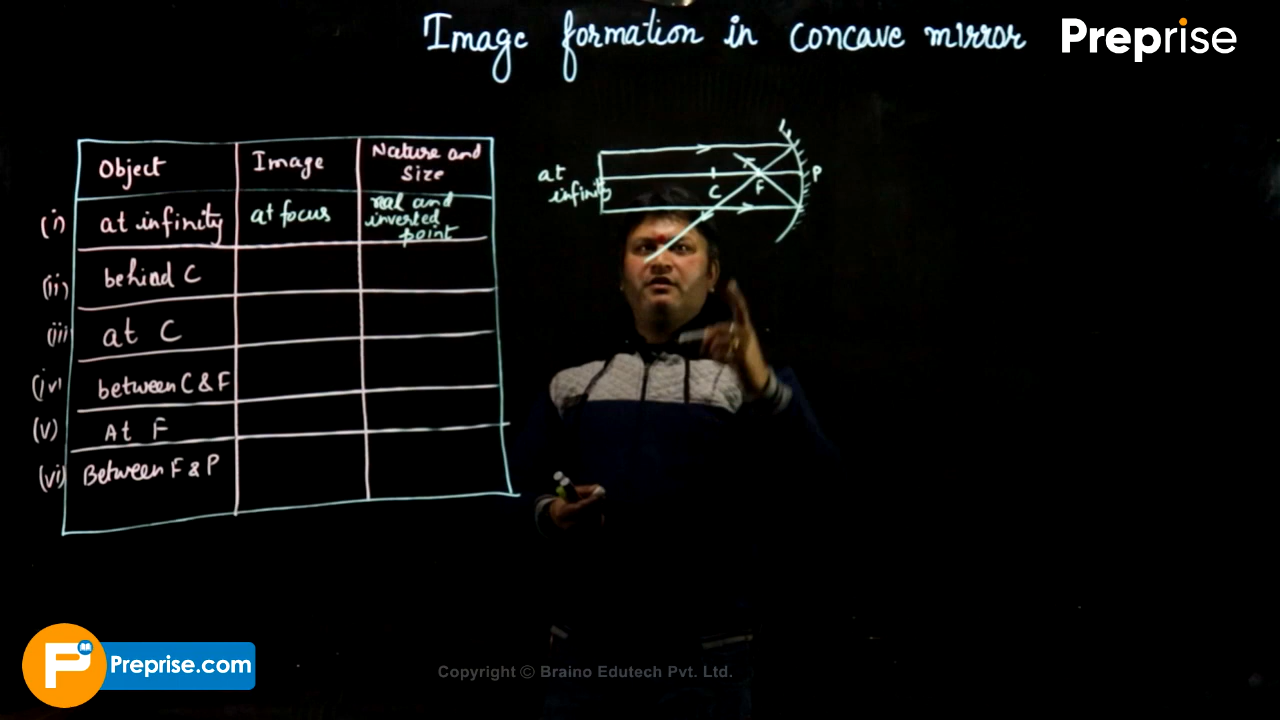 Image formation in concave mirror
Preprise
Object Image Nature and Size
(i) at infinity at focus real and inverted point
(ii) behind C
(iii) at C
(iv) between C & F
(v) At F
(vi) Between F & P
at infinity
C
F
P
P Preprise.com
Copyright © Braino Edutech Pvt. Ltd.